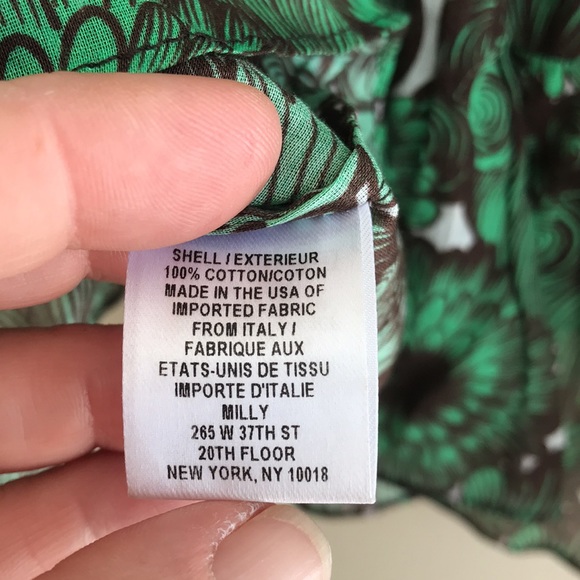 SHELL / EXTERIEUR
100% COTTON/COTON
MADE IN THE USA OF
IMPORTED FABRIC
FROM ITALY /
FABRIQUE AUX
ETATS-UNIS DE TISSU
IMPORTE D'ITALIE
MILLY
265 W 37TH ST
20TH FLOOR
NEW YORK, NY 10018